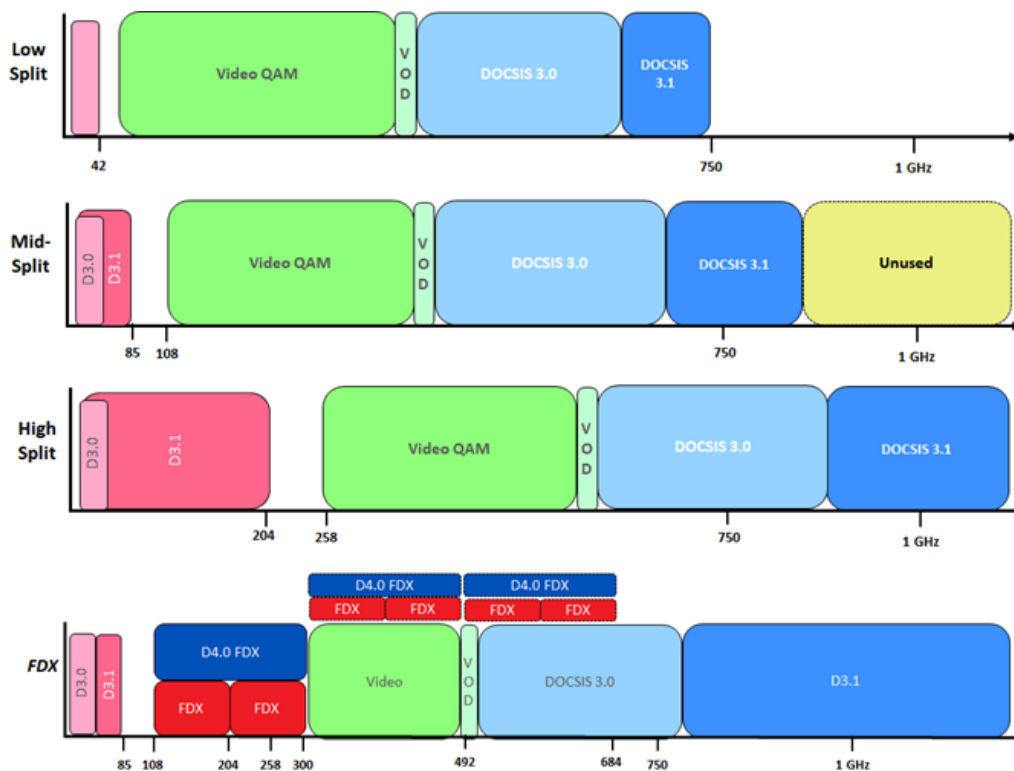 Low
Split
Video QAM
V
O
D
DOCSIS 3.0
DOCSIS
3.1
42
750
1 GHz
Mid-
Split
D3.0
D3.1
Video QAM
V
O
D
DOCSIS 3.0
DOCSIS 3.1
Unused
85
108
750
1 GHz
High
Split
D3.0
D3.1
Video QAM
V
O
D
DOCSIS 3.0
DOCSIS 3.1
204
258
750
1 GHz
D4.0 FDX
D4.0 FDX
FDX
FDX
FDX
FDX
FDX
D3.0
D3.1
D4.0 FDX
FDX
FDX
Video
V
O
D
DOCSIS 3.0
D3.1
85
108
204
258
300
492
684
750
1 GHz